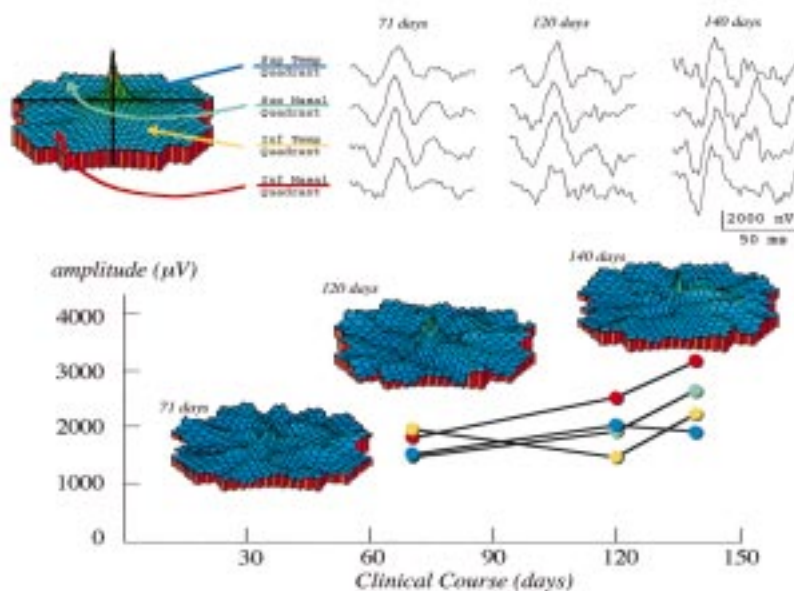 71 days
120 days
140 days
Sup Temp
Quadrant
Sup Nasal
Quadrant
Inf Temp
Quadrant
Inf Nasal
Quadrant
2000 nV
50 ms
amplitude (μV)
140 days
120 days
71 days
4000
3000
2000
1000
0
30
60
90
120
150
Clinical Course (days)